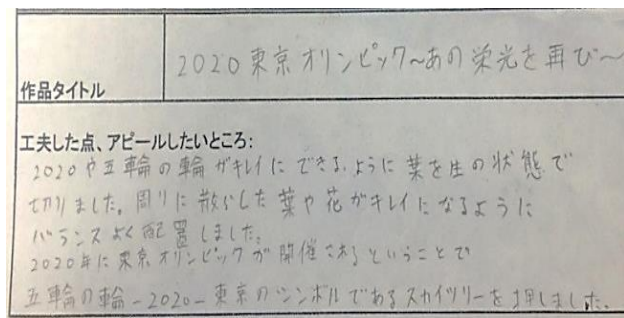 作品タイトル
2020東京オリンピック~あの栄光を再び~
工夫した点、アピールしたいところ:
2020や五輪の輪がキレイにできるように葉を生の状態で
切りました。周りに散らした葉や花がキレイになるように
バランスよく配置しました。
2020年に東京オリンピックが開催されるということで
五輪の輪-2020-東京のシンボルであるスカイツリーを押しました。